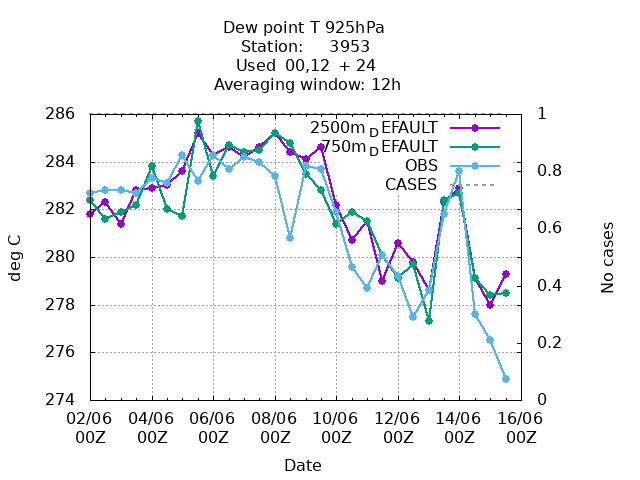 Dew point T 925hPa
Station: 3953
Used 00,12 + 24
Averaging window: 12h
286
284
282
280
278
276
274
1
0.8
0.6
0.4
0.2
0
2500m_DEFAULT
750m_DEFAULT
OBS
CASES
deg C
No cases
02/06 04/06 06/06 08/06 10/06 12/06 14/06 16/06
00Z 00Z 00Z 00Z 00Z 00Z 00Z 00Z
Date